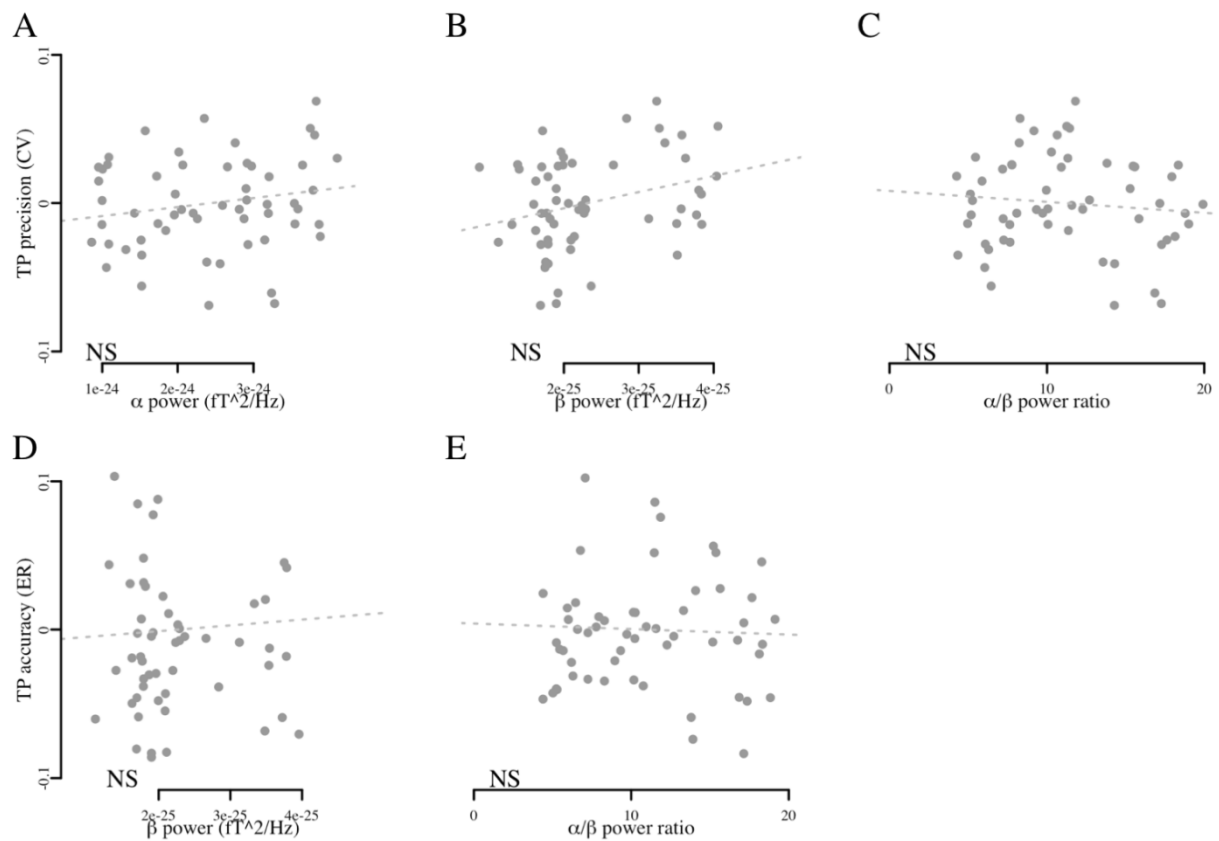 A
B
C
TP precision (CV)
0.1
0
-0.1
NS
1e-24 2e-24 3e-24
α power (fT^2/Hz)
NS
2e-25 3e-25 4e-25
β power (fT^2/Hz)
NS
0 10 20
α/β power ratio
D
E
TP accuracy (ER)
0.1
0
-0.1
NS
2e-25 3e-25 4e-25
β power (fT^2/Hz)
NS
0 10 20
α/β power ratio